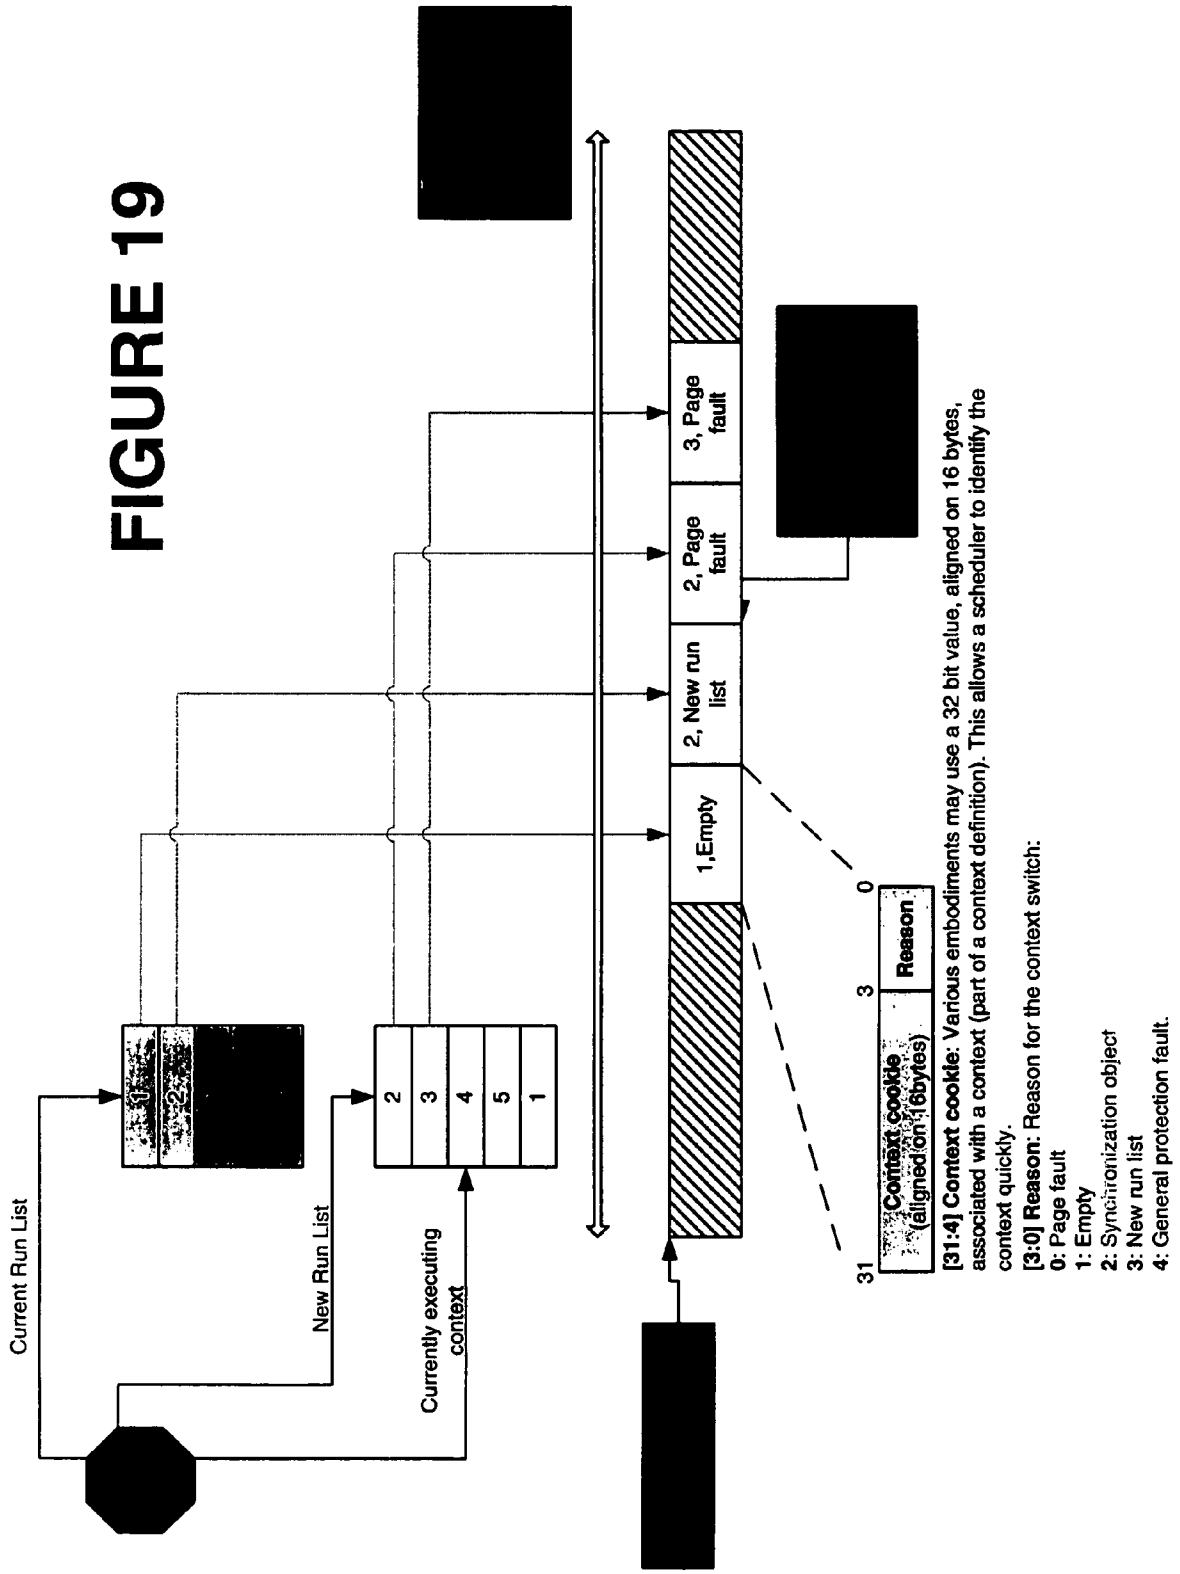 FIGURE 19
Current Run List
1
2
New Run List
2
3
4
5
1
Currently executing
context
1,Empty
2, New run
list
2, Page
fault
3, Page
fault
31
3
0
Context cookie
(aligned on 16bytes)
Reason
[31:4] Context cookie: Various embodiments may use a 32 bit value, aligned on 16 bytes,
associated with a context (part of a context definition). This allows a scheduler to identify the
context quickly.
[3:0] Reason: Reason for the context switch:
0: Page fault
1: Empty
2: Synchronization object
3: New run list
4: General protection fault.